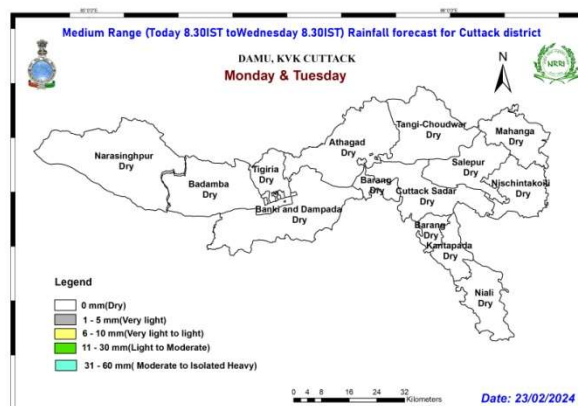 Medium Range (Today 8.30IST toWednesday 8.30IST) Rainfall forecast for Cuttack district
DAMU, KVK CUTTACK
Monday & Tuesday
N
NRRI
Tangi-Choudwar
Dry
Mahanga
Dry
Athagad
Dry
Narasinghpur
Dry
Tigiria
Dry
Salepur
Dry
Badamba
Dry
Barang
Dry
Cuttack Sadar
Dry
Nischintakoili
Dry
Banki and Dampada
Dry
Barang
Dry
Kantapada
Dry
Niali
Dry
Legend
0 mm(Dry)
1 - 5 mm(Very light)
6 - 10 mm(Very light to light)
11 - 30 mm(Light to Moderate)
31 - 60 mm( Moderate to Isolated Heavy)
0 4 8 16 24 32
Kilometers
Date: 23/02/2024